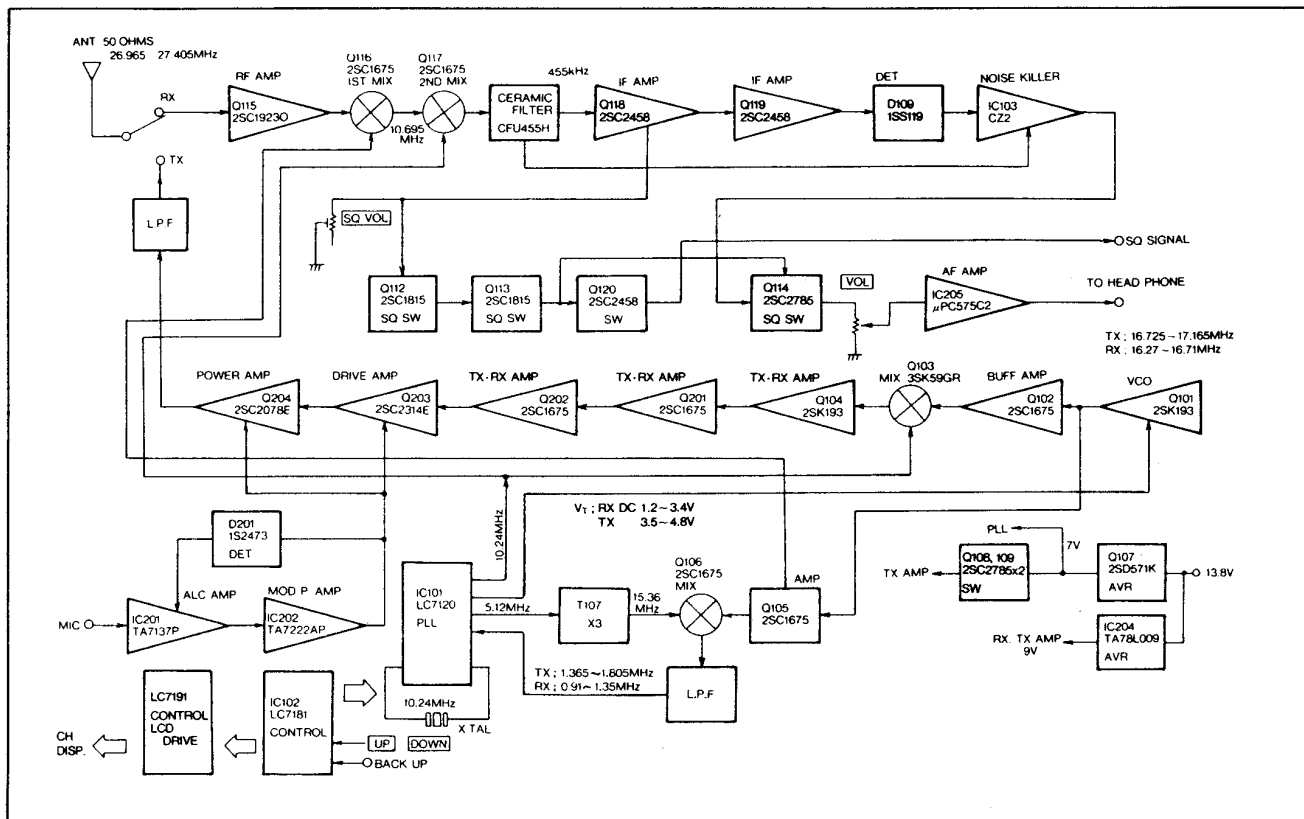 ANT 50 OHMS
26.965 27.405MHz
RX
TX
RF AMP
Q115
2SC1923O
Q116
2SC1675
1ST MIX
10.695
MHz
Q117
2SC1675
2ND MIX
CERAMIC
FILTER
CFU455H
455kHz
IF AMP
Q118
2SC2458
IF AMP
Q119
2SC2458
DET
D109
1SS119
NOISE KILLER
IC103
CZ2
L.P.F
SQ VOL
SQ SIGNAL
Q112
2SC1815
SQ SW
Q113
2SC1815
SQ SW
Q120
2SC2458
SW
Q114
2SC2785
SQ SW
VOL
AF AMP
IC205
μPC575C2
TO HEAD PHONE
TX ; 16.725~17.165MHz
RX ; 16.27~16.71MHz
POWER AMP
Q204
2SC2078E
DRIVE AMP
Q203
2SC2314E
TX·RX AMP
Q202
2SC1675
TX·RX AMP
Q201
2SC1675
TX·RX AMP
Q104
2SK193
Q103
MIX 3SK59GR
BUFF AMP
Q102
2SC1675
VCO
Q101
2SK193
VT ; RX DC 1.2~3.4V
TX 3.5~4.8V
10.24MHz
D201
1S2473
DET
ALC AMP
MIC
IC201
TA7137P
MOD P AMP
IC202
TA7222AP
IC101
LC7120
PLL
5.12MHz
T107
X3
15.36
MHz
Q106
2SC1675
MIX
AMP
Q105
2SC1675
L.P.F
TX ; 1.365~1.805MHz
RX ; 0.91~1.35MHz
10.24MHz
X TAL
PLL
7V
TX AMP
Q108, 109
2SC2785x2
SW
Q107
2SD571K
AVR
13.8V
RX. TX AMP
9V
IC204
TA78L009
AVR
CH
DISP.
LC7191
CONTROL
LCD
DRIVE
IC102
LC7181
CONTROL
UP
DOWN
BACK UP